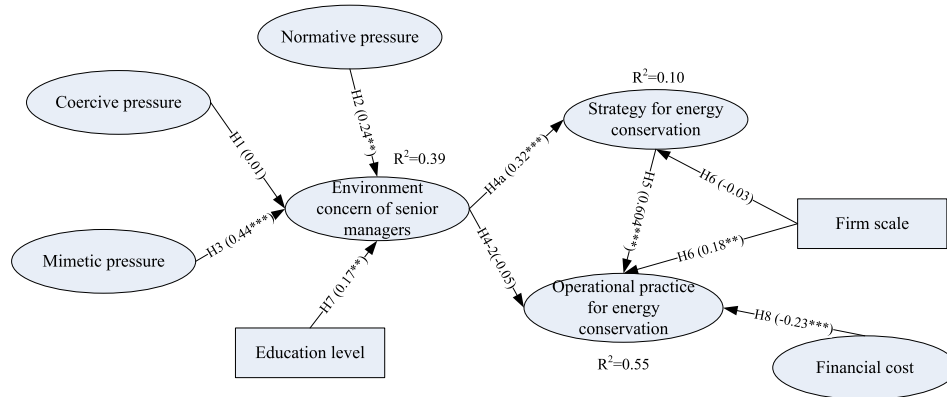 Normative pressure
Coercive pressure
H2 (0.24**)
H1 (0.01)
R²=0.39
Environment
concern of senior
managers
H3 (0.44***)
Mimetic pressure
H7 (0.17**)
Education level
R²=0.10
Strategy for energy
conservation
H4a (0.32***)
H4-2(-0.05)
H5 (0.604***)
H6 (-0.03)
Firm scale
H6 (0.18**)
Operational practice
for energy
conservation
H8 (-0.23***)
R²=0.55
Financial cost